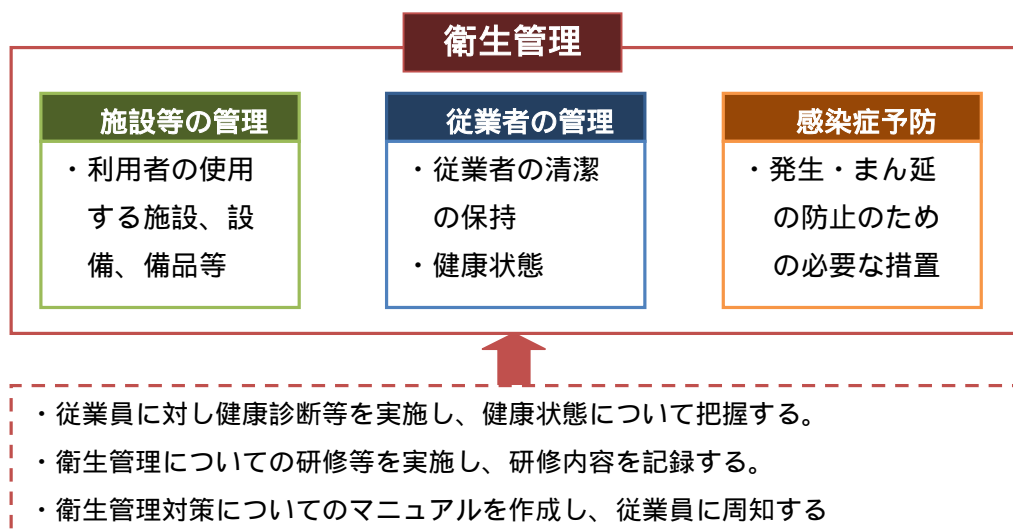 衛生管理
施設等の管理
・利用者の使用
する施設、設
備、備品等
従業者の管理
・従業者の清潔
の保持
・健康状態
感染症予防
・発生・まん延
の防止のため
の必要な措置
・従業員に対し健康診断等を実施し、健康状態について把握する。
・衛生管理についての研修等を実施し、研修内容を記録する。
・衛生管理対策についてのマニュアルを作成し、従業員に周知する